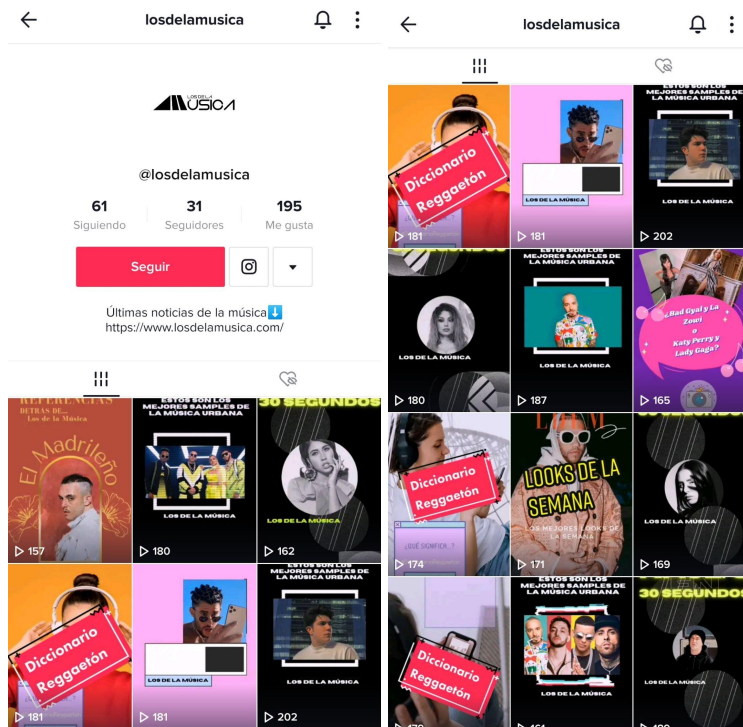 losdelamusica
LOS DE LA
MÚSICA
@losdelamusica
61
31
195
Siguiendo
Seguidores
Me gusta
Seguir
Últimas noticias de la música⬇️
https://www.losdelamusica.com/
REFERENCIAS
DETRÁS DE...
Los de la Música
El Madrileño
157
ESTOS SON LOS
MEJORES SAMPLES DE
LA MÚSICA URBANA
LOS DE LA MÚSICA
180
30 SEGUNDOS
LOS DE LA MÚSICA
162
Diccionario
Reggaetón
181
LOS DE LA MÚSICA
181
ESTOS SON LOS
MEJORES SAMPLES DE
LA MÚSICA URBANA
LOS DE LA MÚSICA
202
losdelamusica
Diccionario
Reggaetón
181
LOS DE LA MÚSICA
181
ESTOS SON LOS
MEJORES SAMPLES DE
LA MÚSICA URBANA
LOS DE LA MÚSICA
202
LOS DE LA MÚSICA
180
ESTOS SON LOS
MEJORES SAMPLES DE
LA MÚSICA URBANA
LOS DE LA MÚSICA
187
¿Bad Gyal y La
Zowi
o
Katy Perry y
Lady Gaga?
165
Diccionario
Reggaetón
¿QUÉ SIGNIFICA
174
LOOKS DE LA
SEMANA
LOS MEJORES LOOKS DE
LA SEMANA
171
LOS DE LA MÚSICA
169
Diccionario
Reggaetón
ESTOS SON LOS
MEJORES SAMPLES DE
LA MÚSICA URBANA
LOS DE LA MÚSICA
30 SEGUNDOS
LOS DE LA MÚSICA